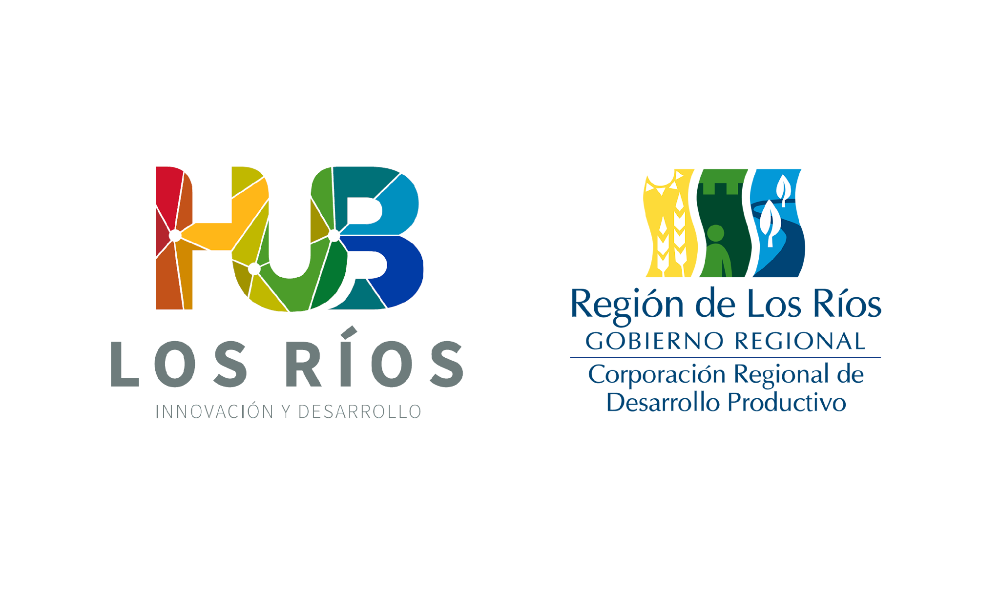 HUB
LOS RÍOS
INNOVACIÓN Y DESARROLLO
Región de Los Ríos
GOBIERNO REGIONAL
Corporación Regional de
Desarrollo Productivo